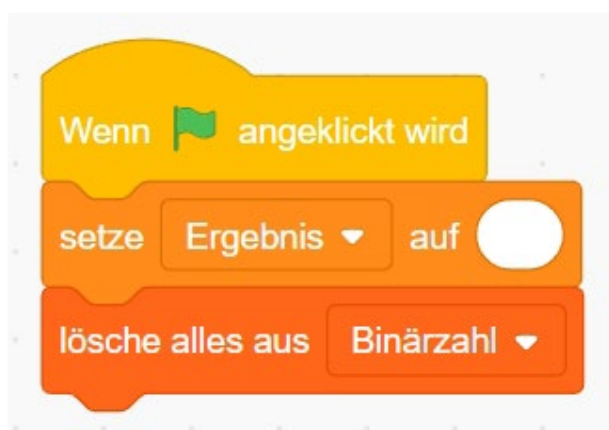 Wenn angeklickt wird
setze Ergebnis auf
lösche alles aus Binärzahl